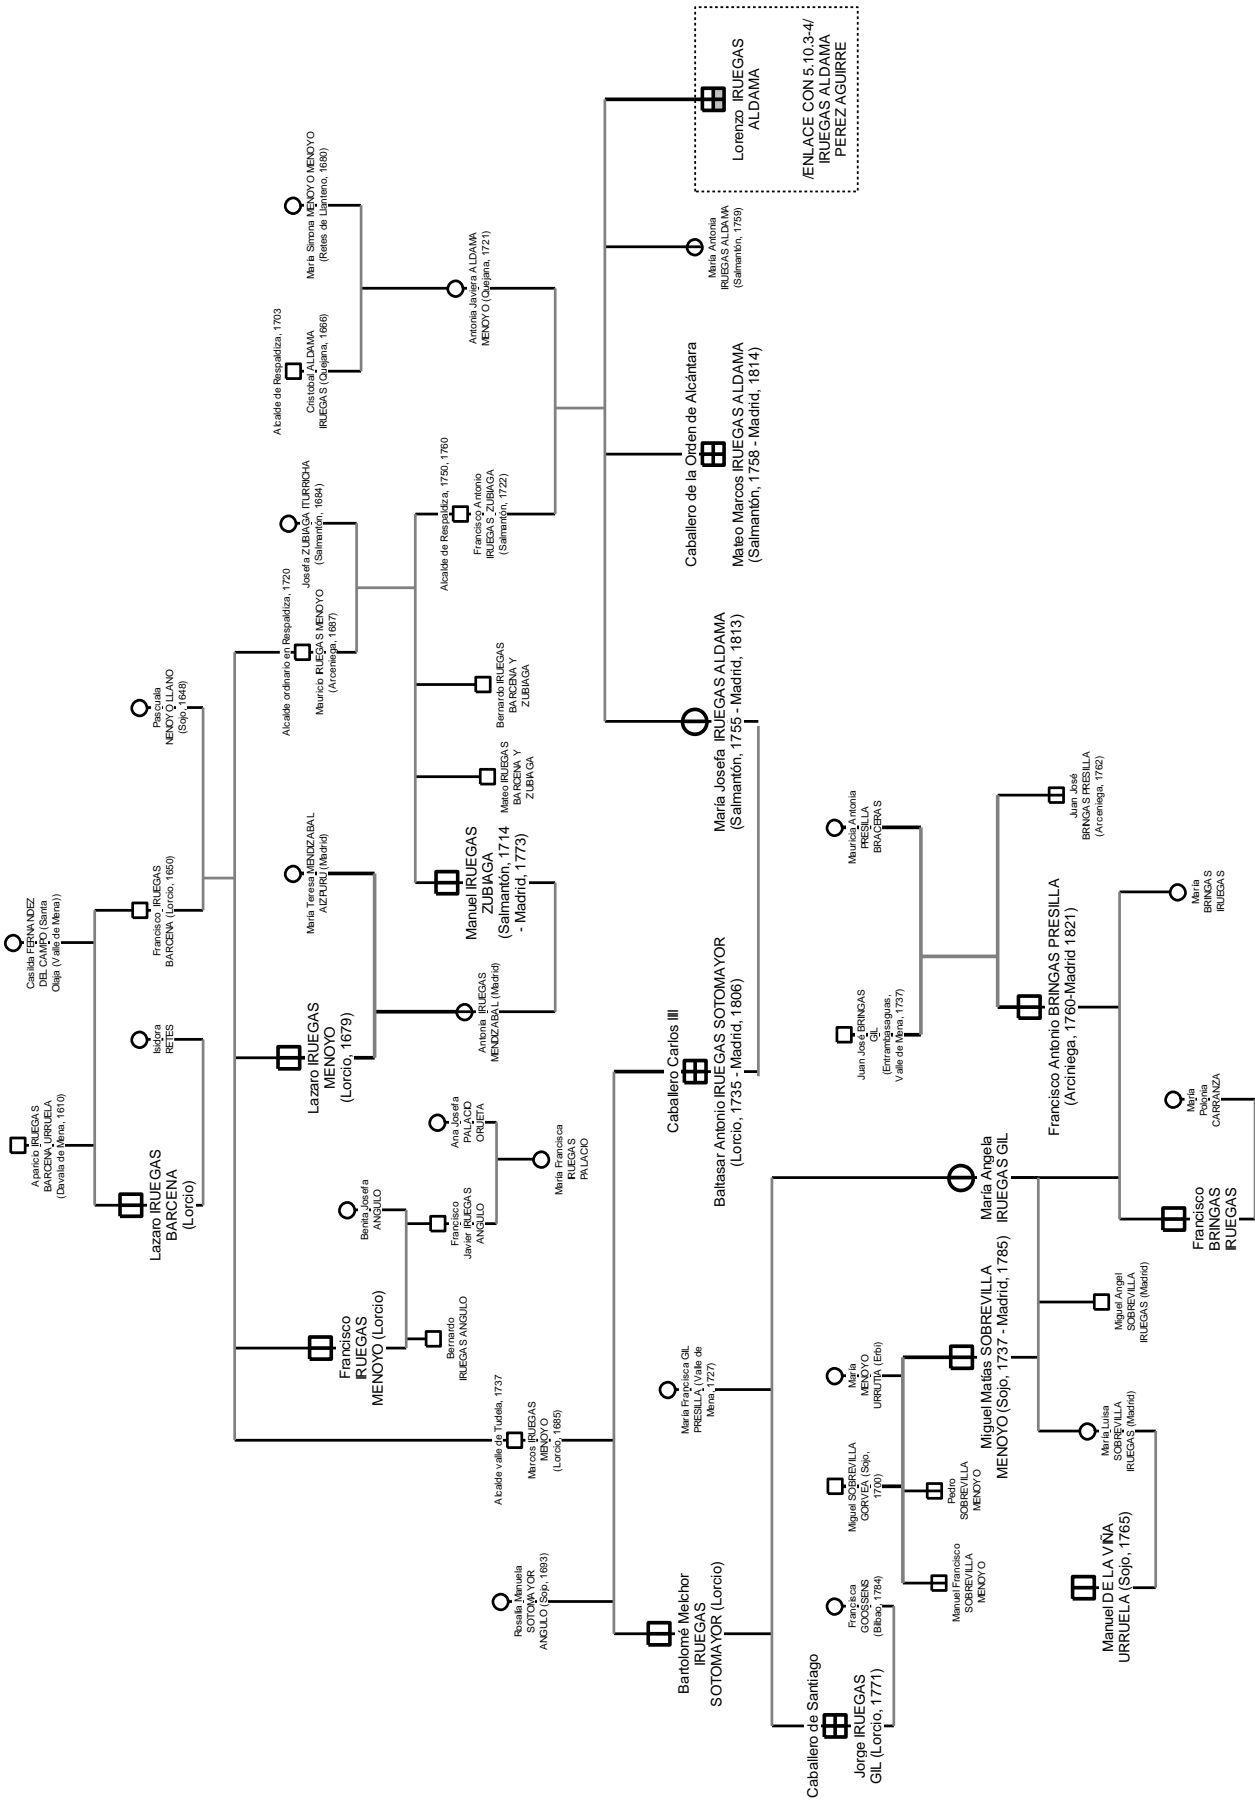 Casilda FERNANDEZ
DEL CAMPO (Santa
Olaja (Valle de Mena)
Aparicio IRUEGAS
BARCENA URRUELA
(Davala de Mena, 1610)
Pascuala
NENOYO LLANO
(Sojo, 1648)
Francisco IRUEGAS
BARCENA (Lorcio, 1650)
Isidora
RETES
Lazaro IRUEGAS
BARCENA
(Lorcio)
María Simona MENOYO MENOYO
(Retes de Llanteno, 1680)
Alcalde de Respaldiza, 1703
Cristobal ALDAMA
IRUEGAS (Quejana, 1666)
Josefa ZUBIAGA ITURRICHA
(Salmantón, 1684)
Alcalde ordinario en Respaldiza, 1720
Mauricio IRUEGAS MENOYO
(Arceniega, 1687)
María Teresa MENDIZABAL
AIZPURU (Madrid)
Lazaro IRUEGAS
MENOYO
(Lorcio, 1679)
Benita Josefa
ANGULO
Francisco
IRUEGAS
MENOYO (Lorcio)
Antonia Javiera ALDAMA
MENOYO (Quejana, 1721)
Alcalde de Respaldiza, 1750, 1760
Francisco Antonio
IRUEGAS ZUBIAGA
(Salmantón, 1722)
Bernardo IRUEGAS
BARCENA Y
ZUBIAGA
Mateo IRUEGAS
BARCENA Y
ZUBIAGA
Manuel IRUEGAS
ZUBIAGA
(Salmantón, 1714
- Madrid, 1773)
Antonia IRUEGAS
MENDIZABAL (Madrid)
Ana Josefa
PALACIO
ORUETA
Francisco
Javier IRUEGAS
ANGULO
Bernardo
IRUEGAS ANGULO
María Francisca
IRUEGAS
PALACIO
Alcalde valle de Tudela, 1737
Marcos IRUEGAS
MENOYO
(Lorcio, 1685)
Rosalía Manuela
SOTOMAYOR
ANGULO (Sojo, 1693)
Lorenzo IRUEGAS
ALDAMA
/ENLACE CON 5.10.3-4/
IRUEGAS ALDAMA
PEREZ AGUIRRE
María Antonia
IRUEGAS ALDAMA
(Salmantón, 1759)
Caballero de la Orden de Alcántara
Mateo Marcos IRUEGAS ALDAMA
(Salmantón, 1758 - Madrid, 1814)
María Josefa IRUEGAS ALDAMA
(Salmantón, 1755 - Madrid, 1813)
Caballero Carlos IIII
Baltasar Antonio IRUEGAS SOTOMAYOR
(Lorcio, 1735 - Madrid, 1806)
María Francisca GIL
PRESILLA (Valle de
Mena, 1727)
Bartolomé Melchor
IRUEGAS
SOTOMAYOR (Lorcio)
Mauricia Antonia
PRESILLA
BRACERAS
Juan José BRINGAS
GIL
(Entrambasaguas,
Valle de Mena, 1737)
María
MENOYO
URRUTIA (Erbi)
Miguel SOBREVILLA
GORVEA (Sojo,
1700)
Francisca
GOOSSENS
(Bilbao, 1784)
Caballero de Santiago
Jorge IRUEGAS
GIL (Lorcio, 1771)
Juan José
BRINGAS PRESILLA
(Arceniega, 1762)
Francisco Antonio BRINGAS PRESILLA
(Arciniega, 1760-Madrid 1821)
María Angela
IRUEGAS GIL
Miguel Matías SOBREVILLA
MENOYO (Sojo, 1737 - Madrid, 1785)
Pedro
SOBREVILLA
MENOYO
Manuel Francisco
SOBREVILLA
MENOYO
María
BRINGAS
IRUEGAS
María
Polonia
CARRANZA
Francisco
BRINGAS
IRUEGAS
Miguel Angel
SOBREVILLA
IRUEGAS (Madrid)
María Luisa
SOBREVILLA
IRUEGAS (Madrid)
Manuel DE LA VIÑA
URRUELA (Sojo, 1765)